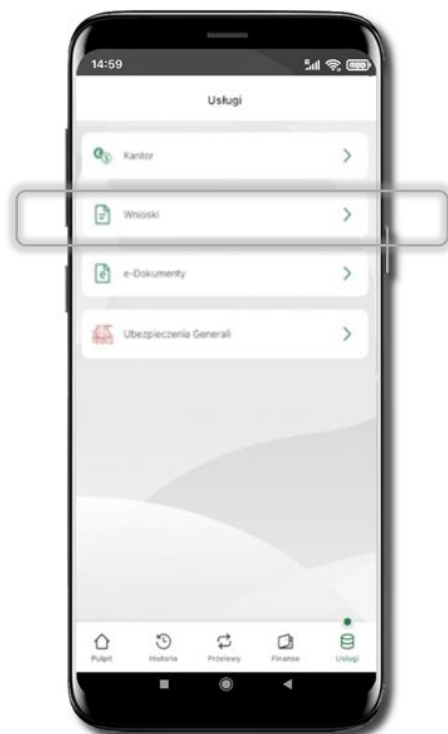 14:59
Usługi
Kantor
Wnioski
e-Dokumenty
Ubezpieczenia Generali
Pulpit
Historia
Przelewy
Finanse
Usługi